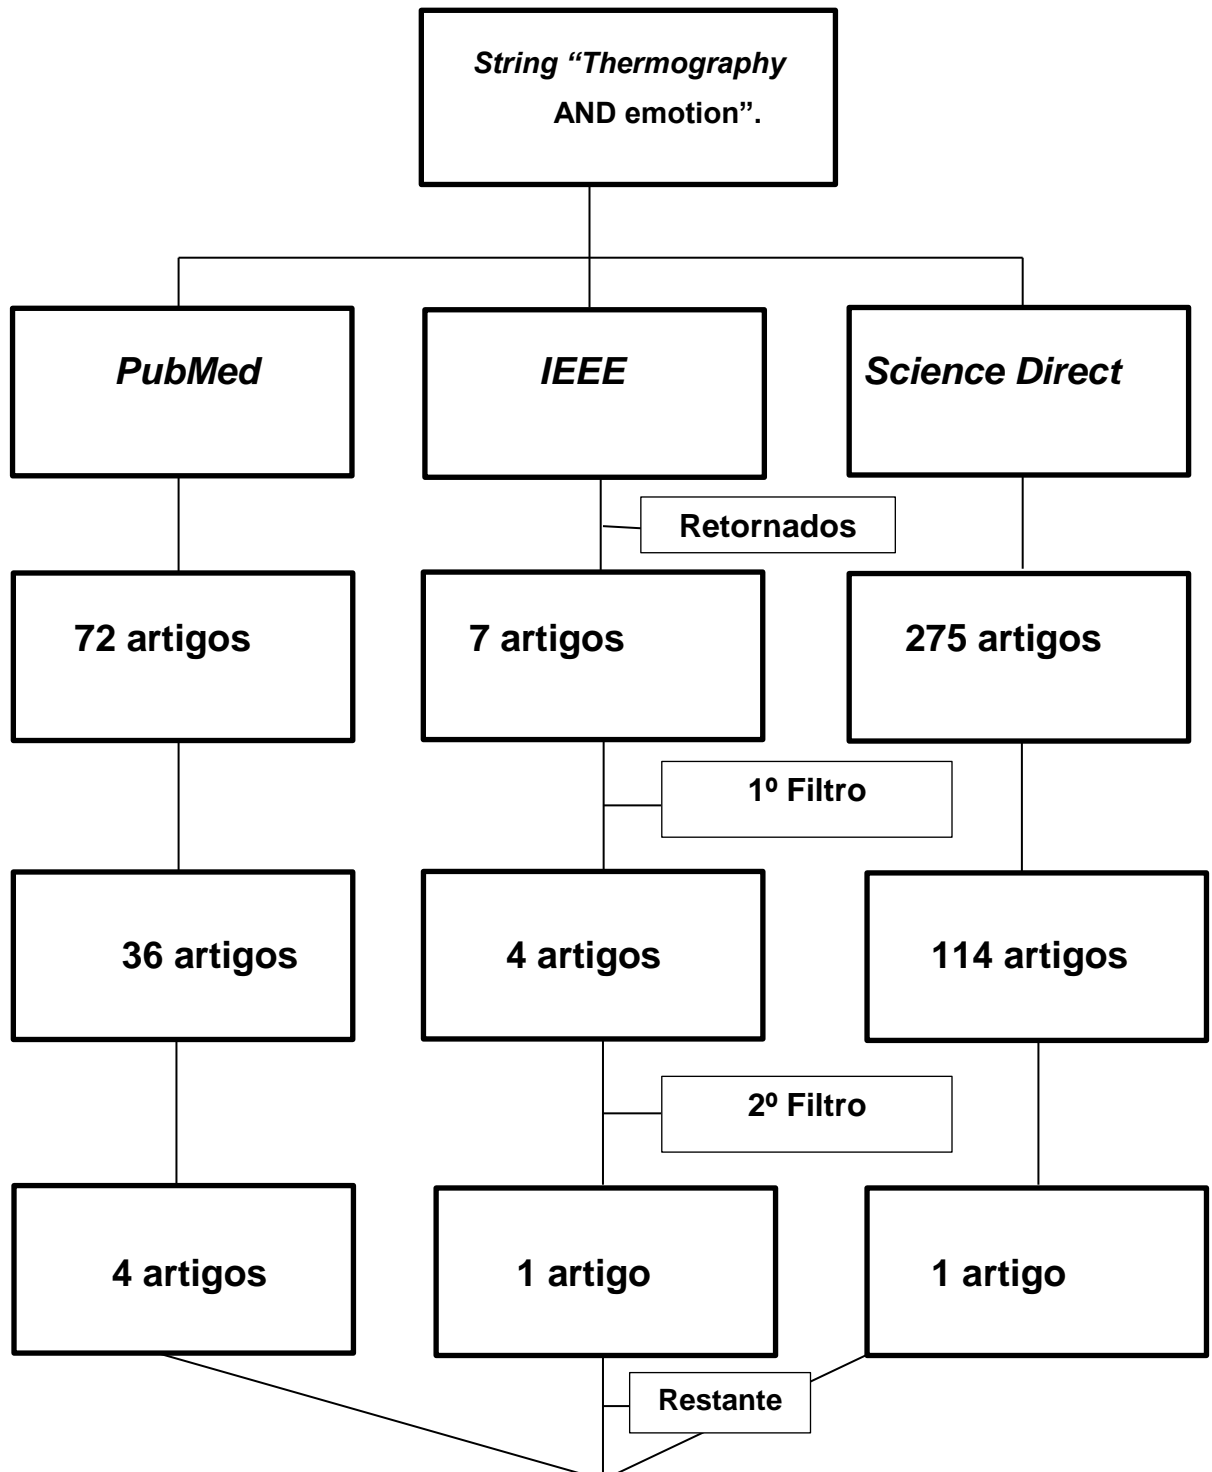 String “Thermography
AND emotion”.
PubMed
IEEE
Science Direct
Retornados
72 artigos
7 artigos
275 artigos
1º Filtro
36 artigos
4 artigos
114 artigos
2º Filtro
4 artigos
1 artigo
1 artigo
Restante